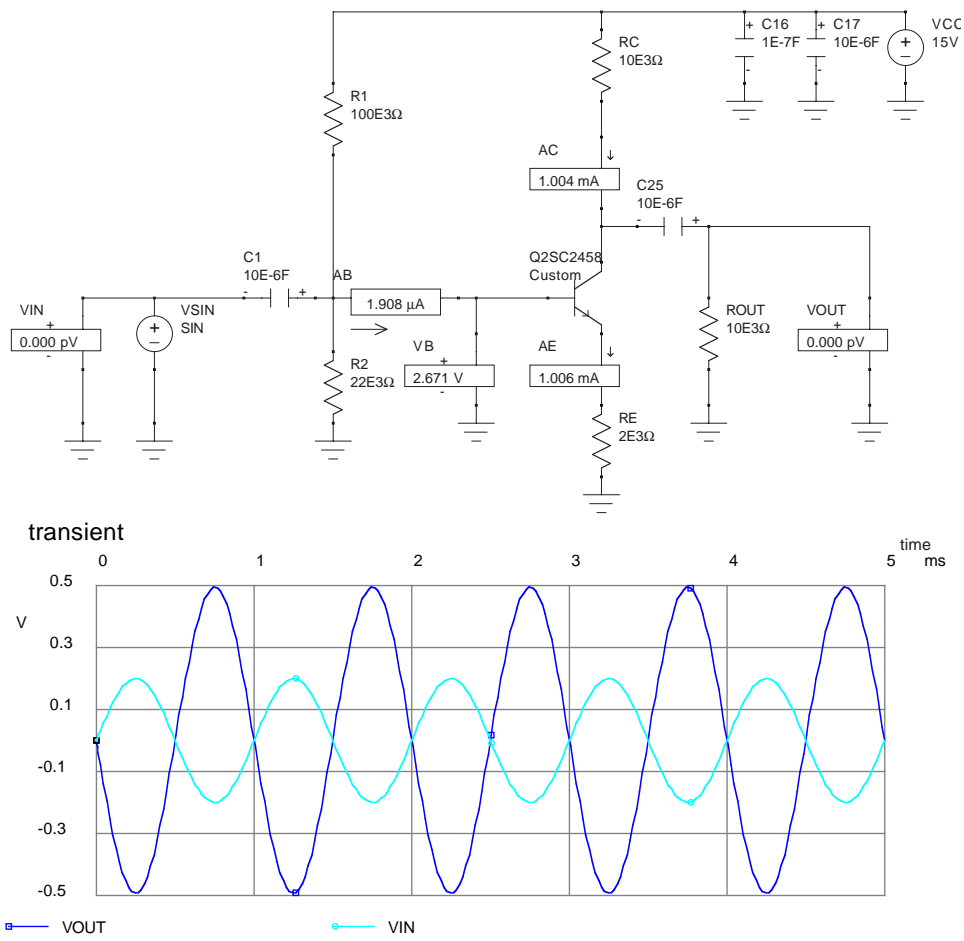 C16
1E-7F
C17
10E-6F
VCC
15V
RC
10E3Ω
R1
100E3Ω
AC
1.004 mA
C25
10E-6F
Q2SC2458
Custom
C1
10E-6F
AB
1.908 μA
VIN
0.000 pV
VSIN
SIN
VB
2.671 V
R2
22E3Ω
AE
1.006 mA
ROUT
10E3Ω
VOUT
0.000 pV
RE
2E3Ω
transient
time
0 1 2 3 4 5 ms
V
0.5
0.3
0.1
-0.1
-0.3
-0.5
VOUT
VIN